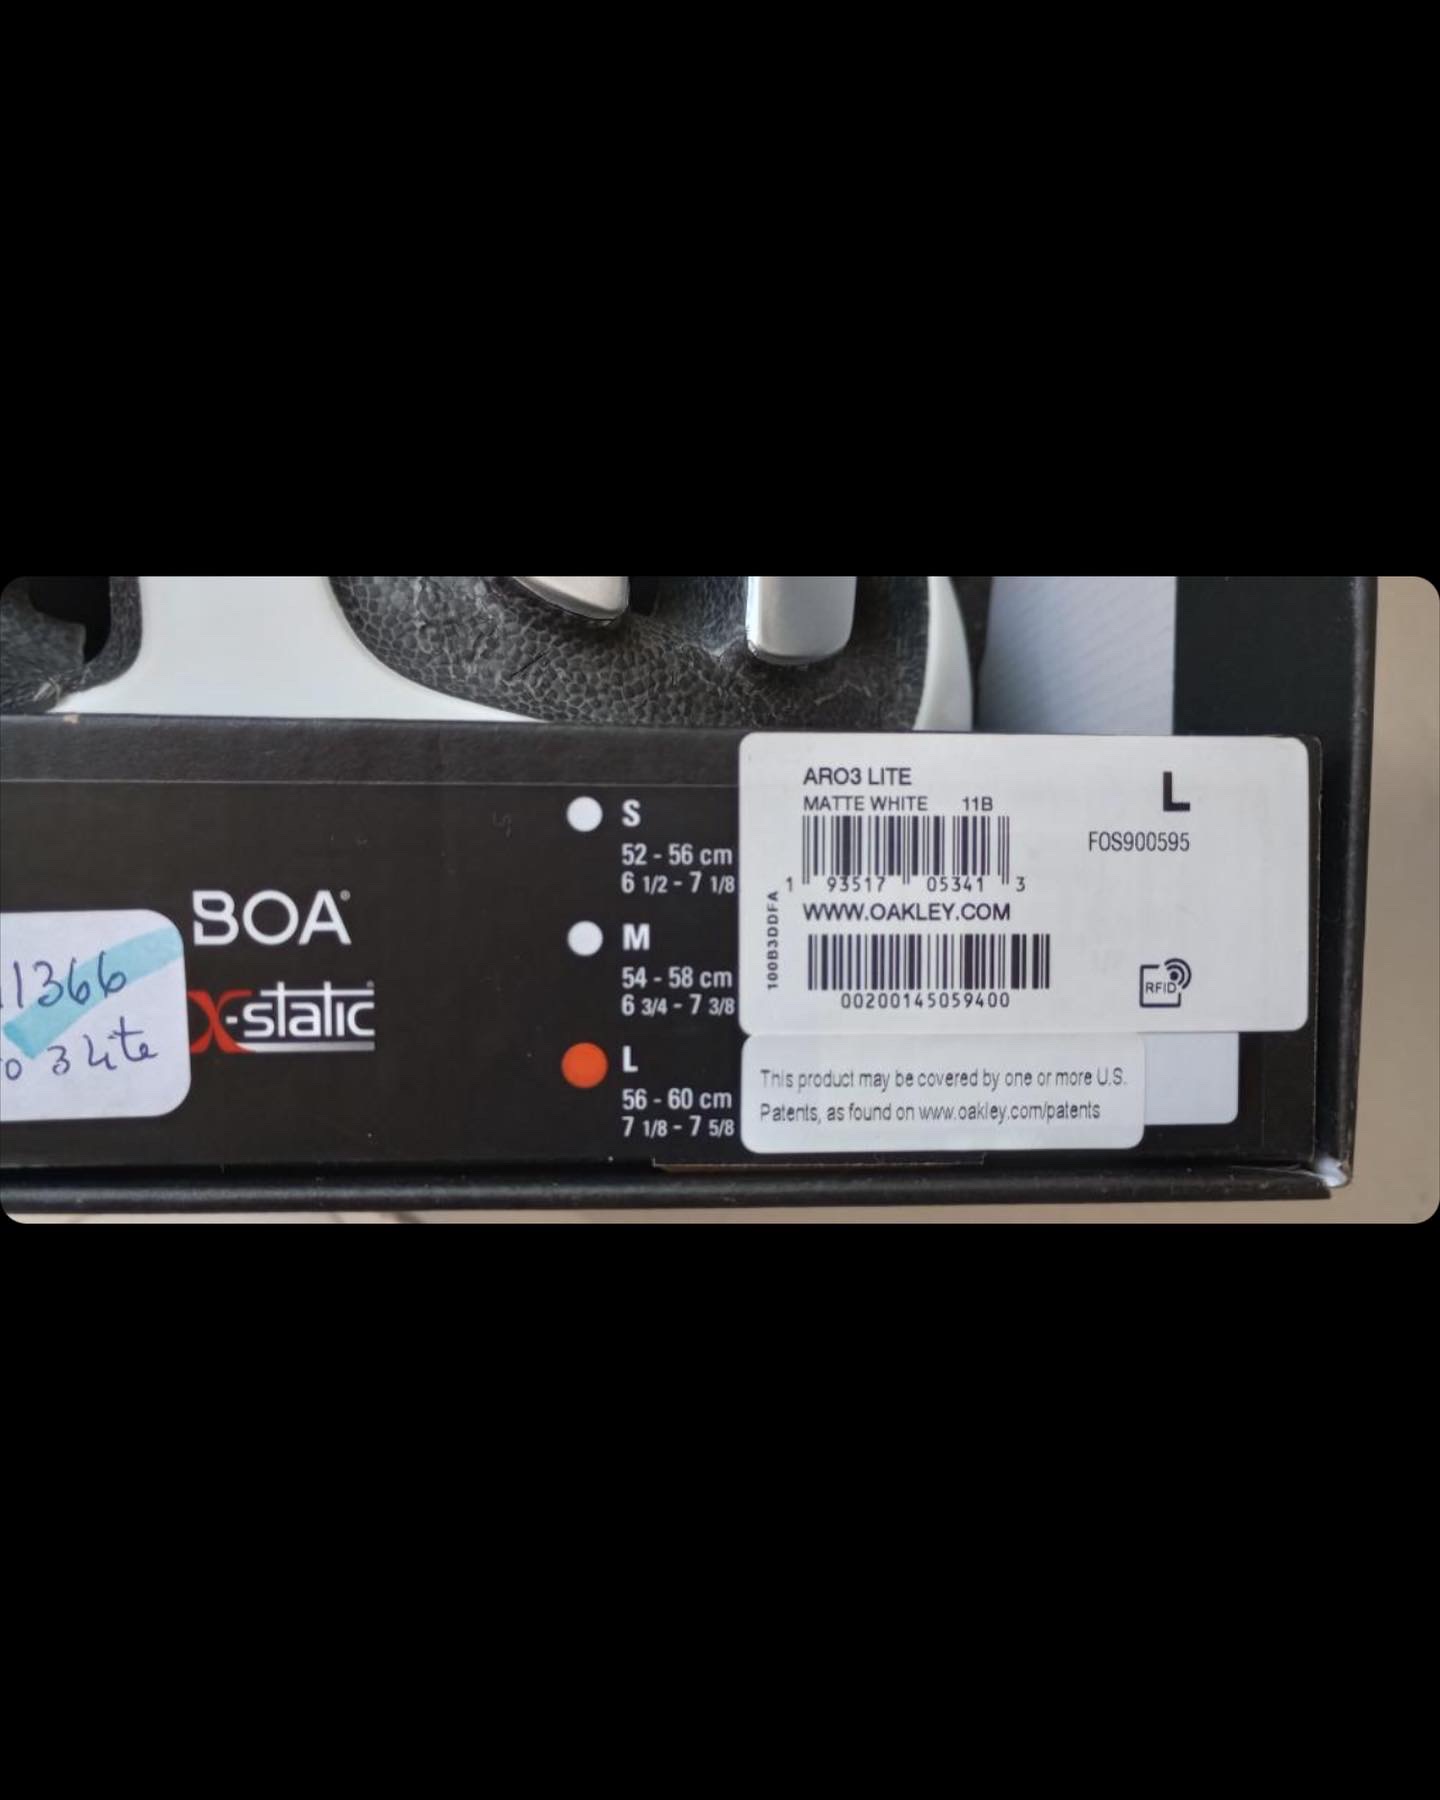 BOA®
X-static®
11366
o 3 Lite
S
52 - 56 cm
6 1/2 - 7 1/8
M
54 - 58 cm
6 3/4 - 7 3/8
L
56 - 60 cm
7 1/8 - 7 5/8
ARO3 LITE
MATTE WHITE 11B
L
FOS900595
1 93517 05341 3
WWW.OAKLEY.COM
100B3DDFA
00200145059400
RFID
This product may be covered by one or more U.S.
Patents, as found on www.oakley.com/patents